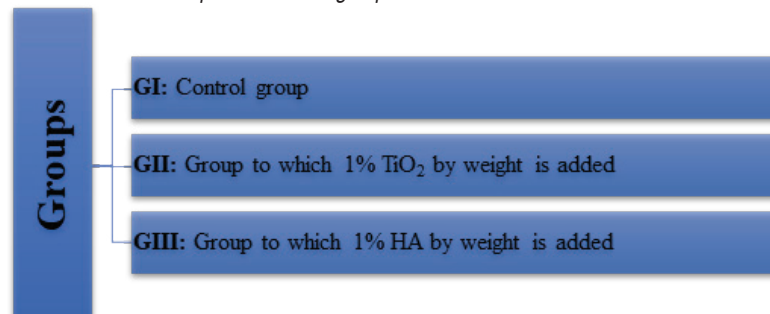 Groups
GI: Control group
GII: Group to which 1% TiO₂ by weight is added
GIII: Group to which 1% HA by weight is added